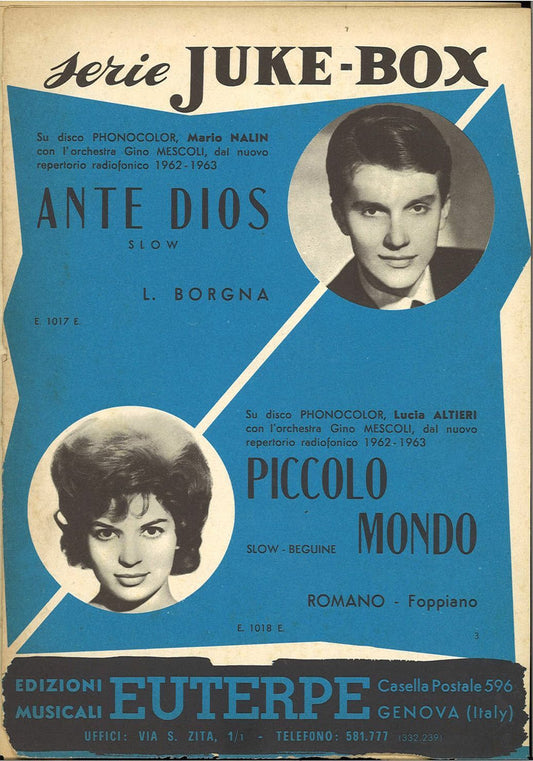 serie JUKE-BOX
Su disco PHONOCOLOR, Mario NALIN
con l'orchestra Gino MESCOLI, dal nuovo
repertorio radiofonico 1962-1963
ANTE DIOS
SLOW
L. BORGNA
E. 1017 E.
Su disco PHONOCOLOR, Lucia ALTIERI
con l'orchestra Gino MESCOLI, dal nuovo
repertorio radiofonico 1962-1963
PICCOLO
SLOW - BEGUINE MONDO
ROMANO - Foppiano
E. 1018 E.
3
EDIZIONI MUSICALI EUTERPE Casella Postale 596
GENOVA (Italy)
UFFICI: VIA S. ZITA, 1/1 - TELEFONO: 581.777 (332.239)